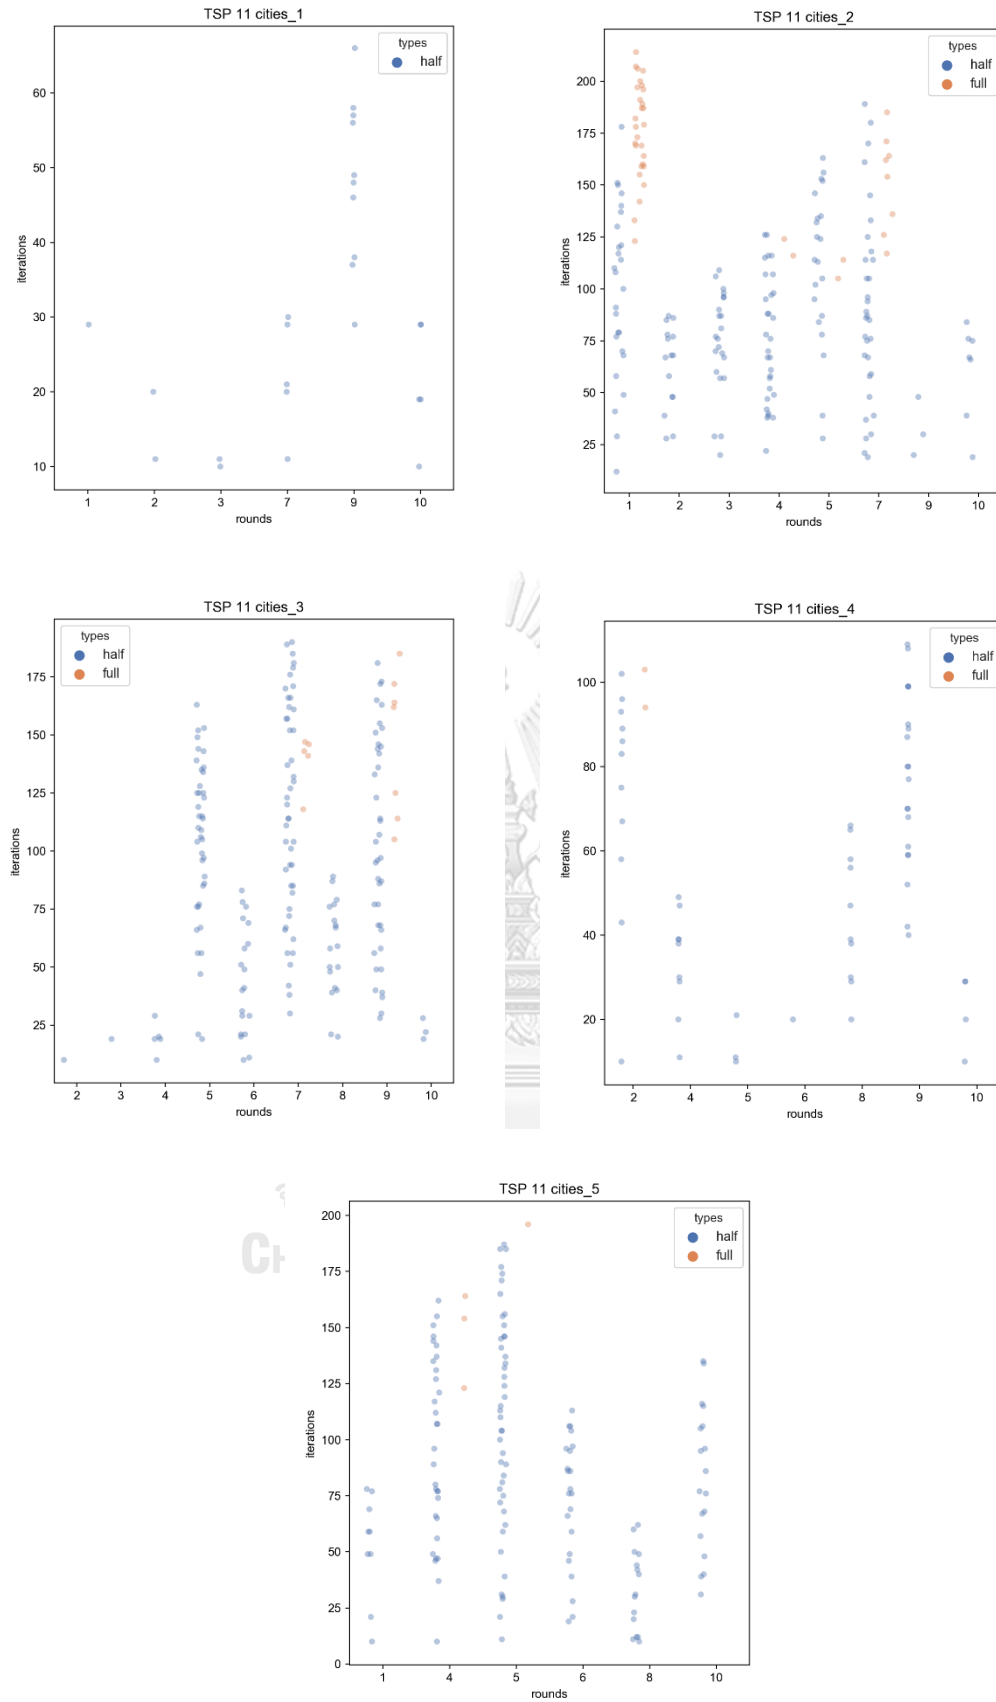 TSP 11 cities_1
types
half
60
50
40
30
20
10
iterations
1 2 3 7 9 10
rounds
TSP 11 cities_2
types
half
full
200
175
150
125
100
75
50
25
iterations
1 2 3 4 5 7 9 10
rounds
TSP 11 cities_3
types
half
full
175
150
125
100
75
50
25
iterations
2 3 4 5 6 7 8 9 10
rounds
TSP 11 cities_4
types
half
full
100
80
60
40
20
iterations
2 4 5 6 8 9 10
rounds
TSP 11 cities_5
types
half
full
200
175
150
125
100
75
50
25
0
iterations
1 4 5 6 8 10
rounds